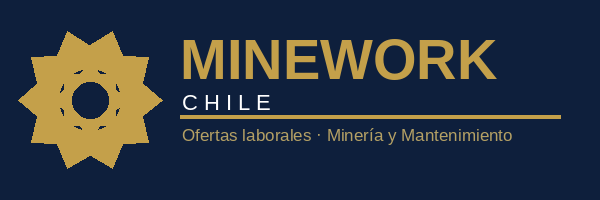 MINEWORK
CHILE
Ofertas laborales · Minería y Mantenimiento